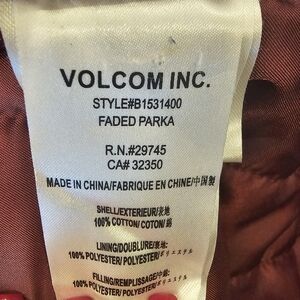 VOLCOM INC.
STYLE#B1531400
FADED PARKA
R.N.#29745
CA# 32350
MADE IN CHINA/FABRIQUE EN CHINE/中国製
SHELL/EXTERIEUR/表地
100% COTTON/ COTON/綿
LINING/DOUBLURE/裏地
100% POLYESTER/ POLYESTER/ポリエステル
FILLING/REMPLISSAGE/中綿:
100% POLYESTER/ POLYESTER/ポリエステル